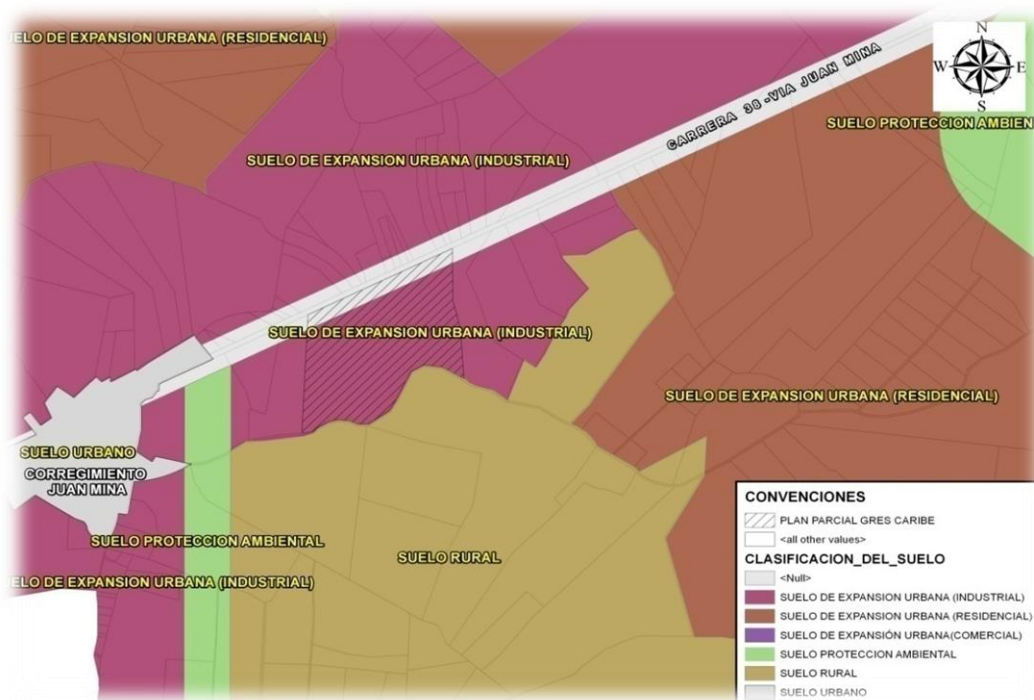 ELO DE EXPANSION URBANA (RESIDENCIAL)
N
W E
S
CARRERA 38 -VIA JUAN MINA
SUELO PROTECCION AMBIEN
SUELO DE EXPANSION URBANA (INDUSTRIAL)
SUELO DE EXPANSION URBANA (INDUSTRIAL)
SUELO DE EXPANSION URBANA (RESIDENCIAL)
SUELO URBANO
CORREGIMIENTO
JUAN MINA
SUELO PROTECCION AMBIENTAL
SUELO RURAL
ELO DE EXPANSION URBANA (INDUSTRIAL)
CONVENCIONES
PLAN PARCIAL GRES CARIBE
<all other values>
CLASIFICACION_DEL_SUELO
<Null>
SUELO DE EXPANSION URBANA (INDUSTRIAL)
SUELO DE EXPANSION URBANA (RESIDENCIAL)
SUELO DE EXPANSIÓN URBANA(COMERCIAL)
SUELO PROTECCION AMBIENTAL
SUELO RURAL
SUELO URBANO